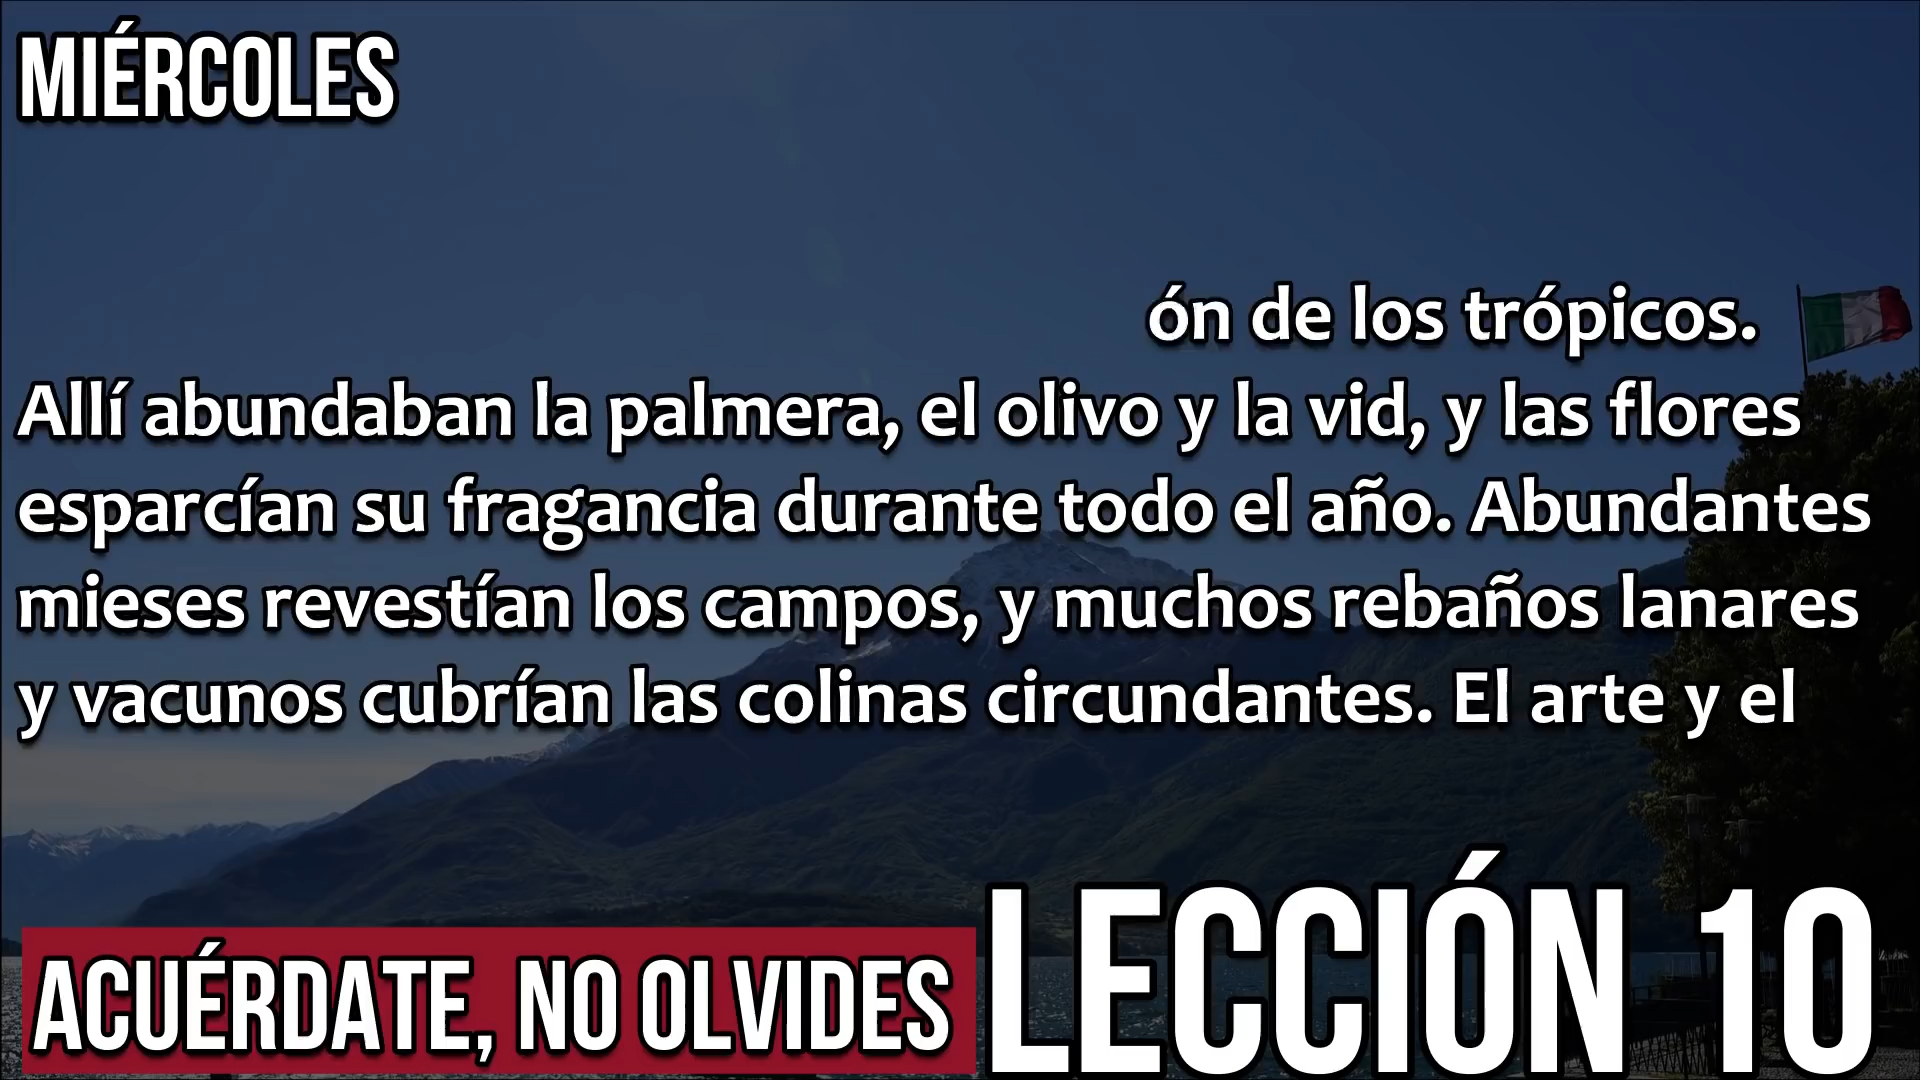 MIÉRCOLES
ón de los trópicos.
Allí abundaban la palmera, el olivo y la vid, y las flores
esparcían su fragancia durante todo el año. Abundantes
mieses revestían los campos, y muchos rebaños lanares
y vacunos cubrían las colinas circundantes. El arte y el
ACUÉRDATE, NO OLVIDES
LECCIÓN 10